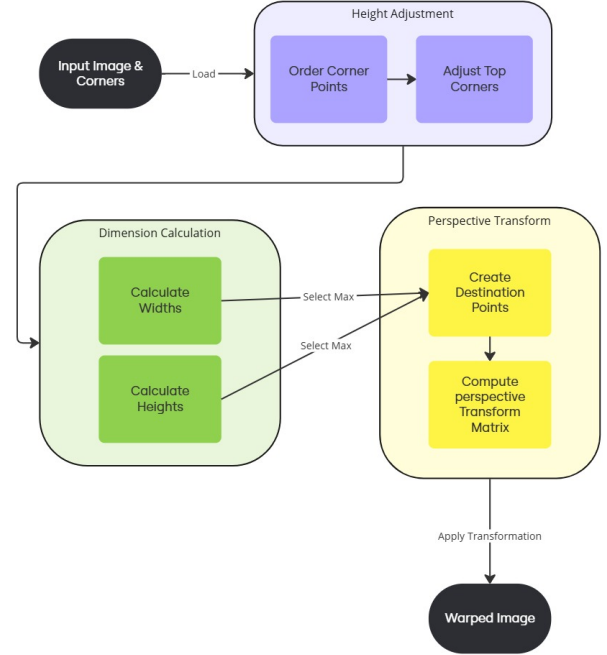 Height Adjustment
Input Image &
Corners
Load
Order Corner
Points
Adjust Top
Corners
Dimension Calculation
Calculate
Widths
Calculate
Heights
Select Max
Select Max
Perspective Transform
Create
Destination
Points
Compute
perspective
Transform
Matrix
Apply Transformation
Warped Image